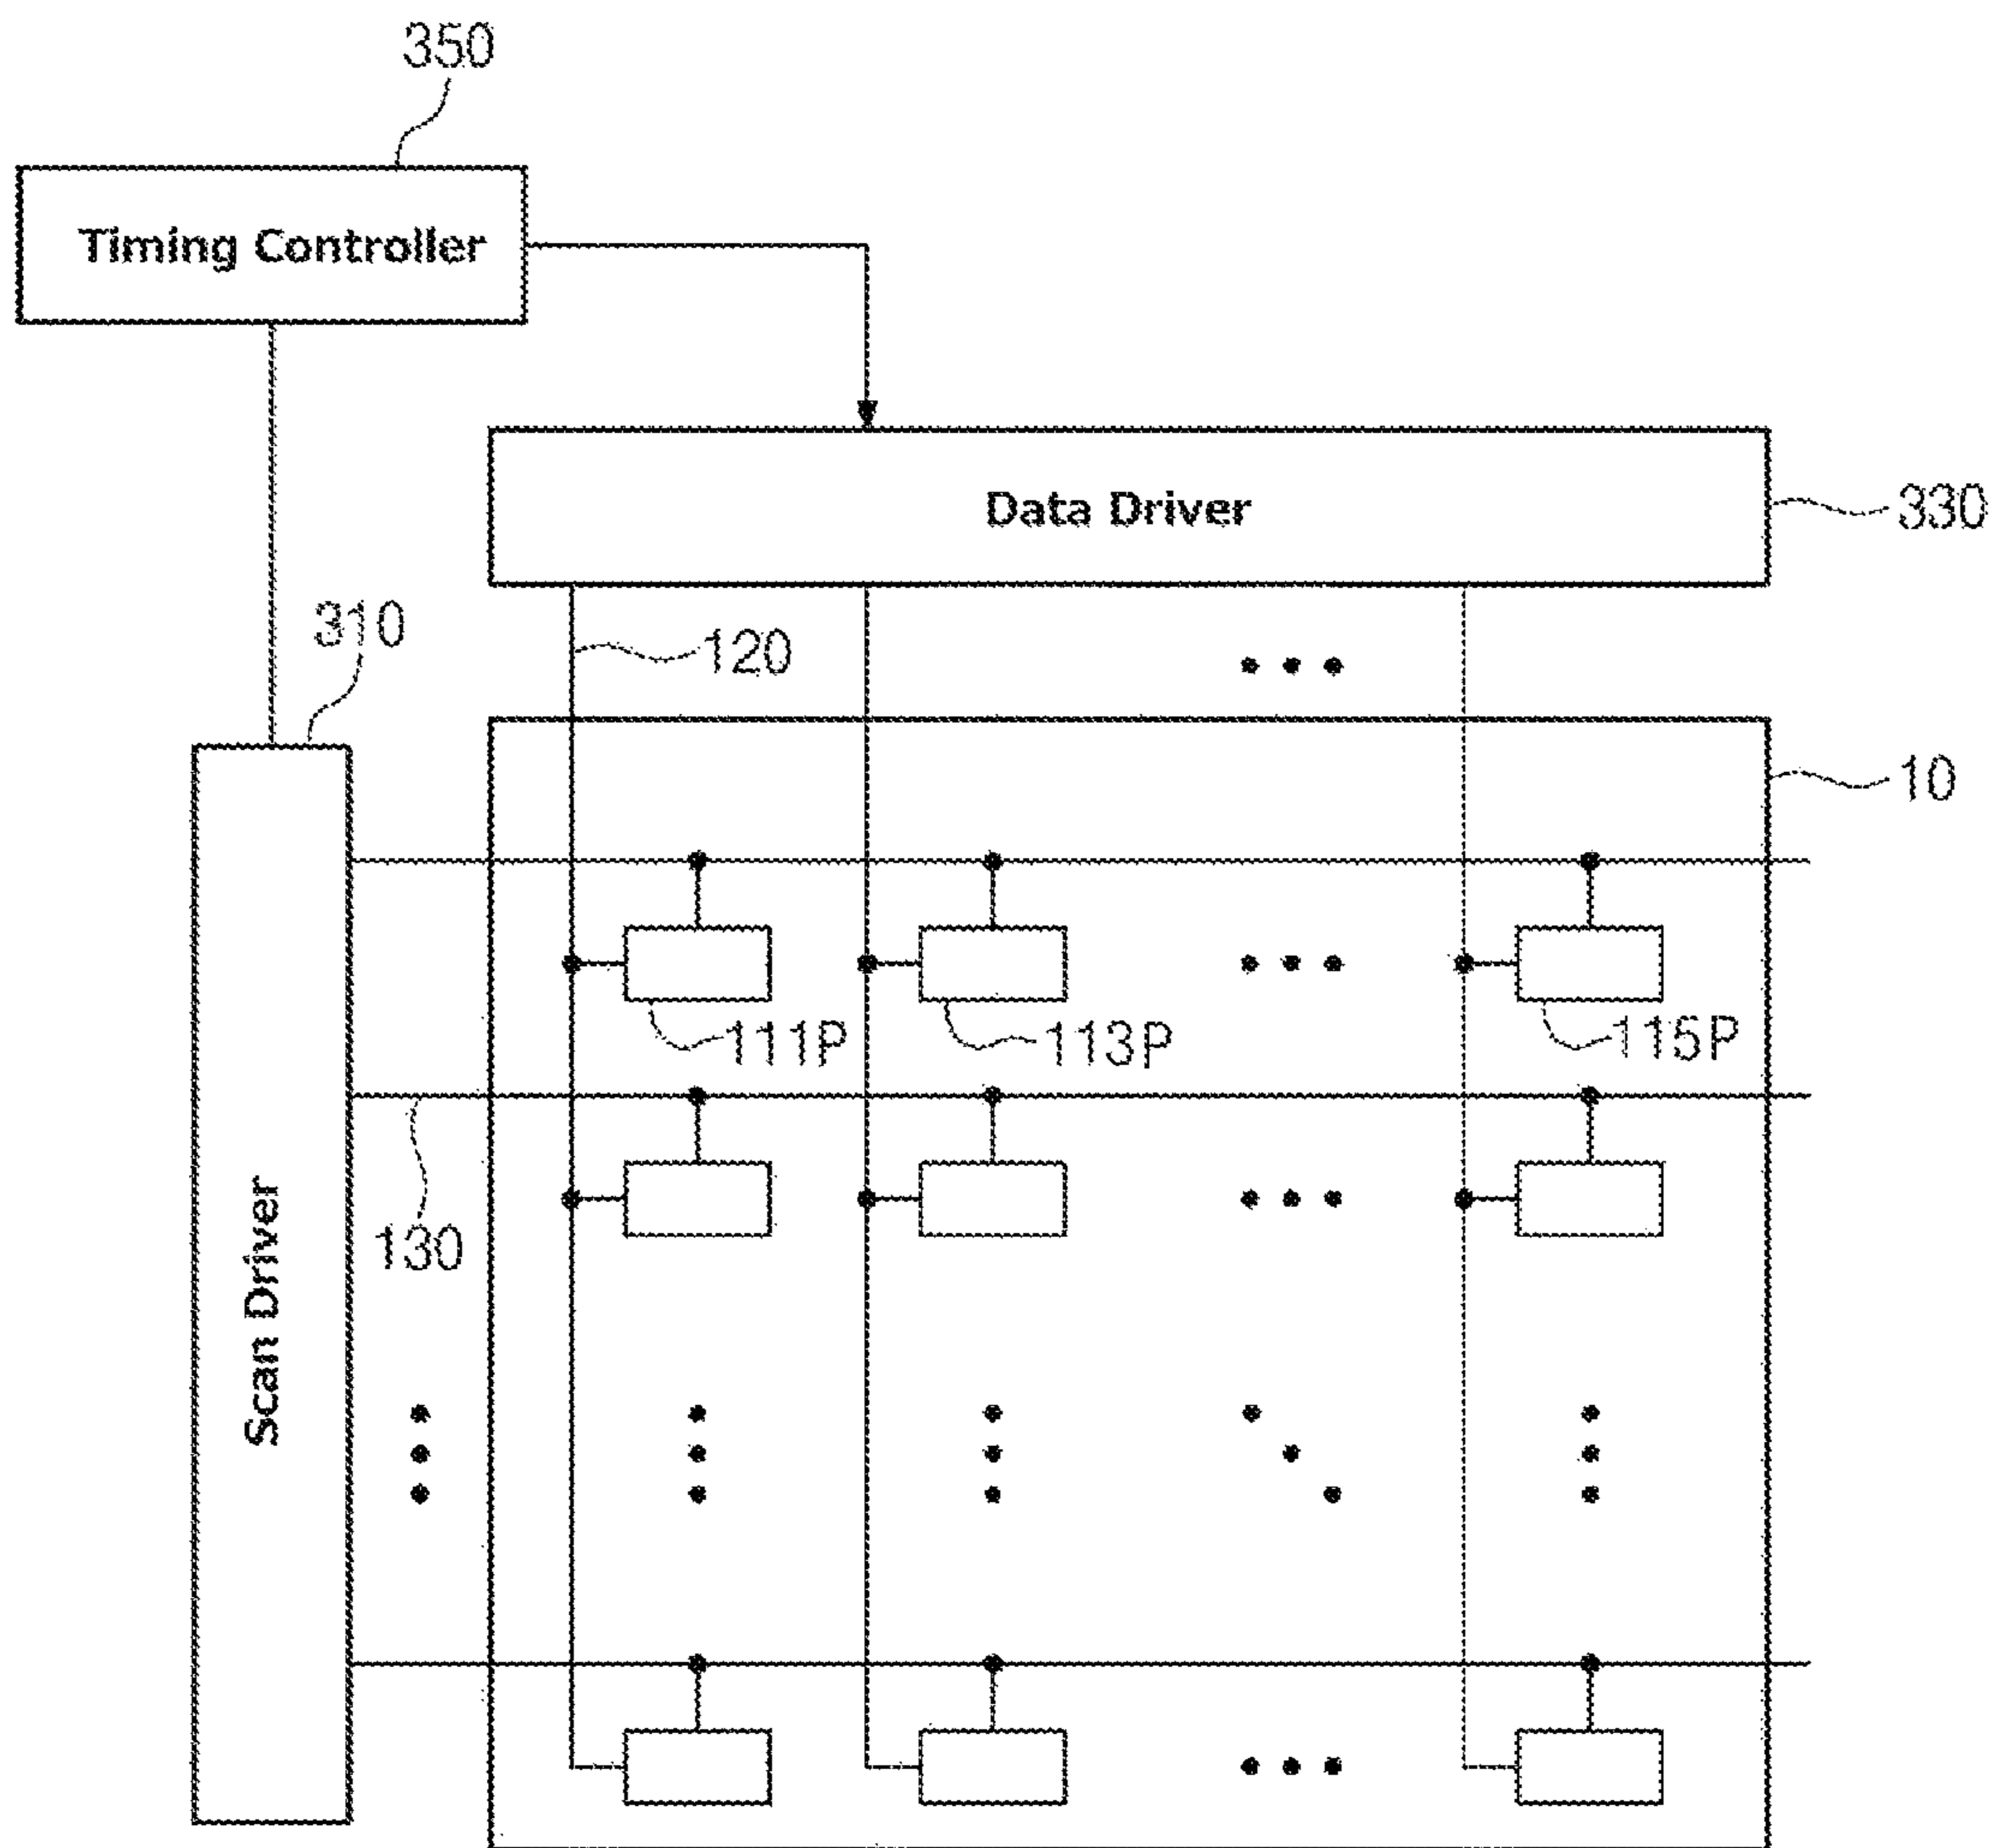 350
Timing Controller
Data Driver
330
310
120
10
111P
113P
115P
130
Scan Driver